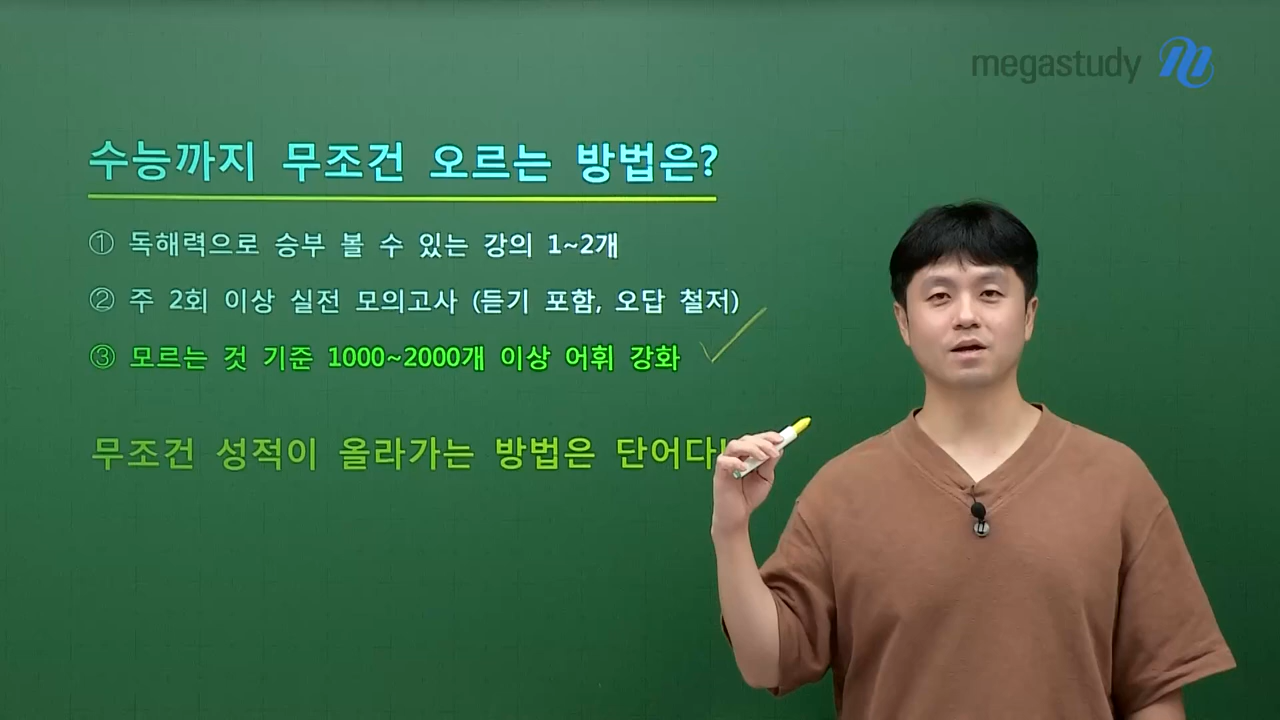 megastudy
수능까지 무조건 오르는 방법은?
① 독해력으로 승부 볼 수 있는 강의 1~2개
② 주 2회 이상 실전 모의고사 (듣기 포함, 오답 철저)
③ 모르는 것 기준 1000~2000개 이상 어휘 강화
무조건 성적이 올라가는 방법은 단어다!